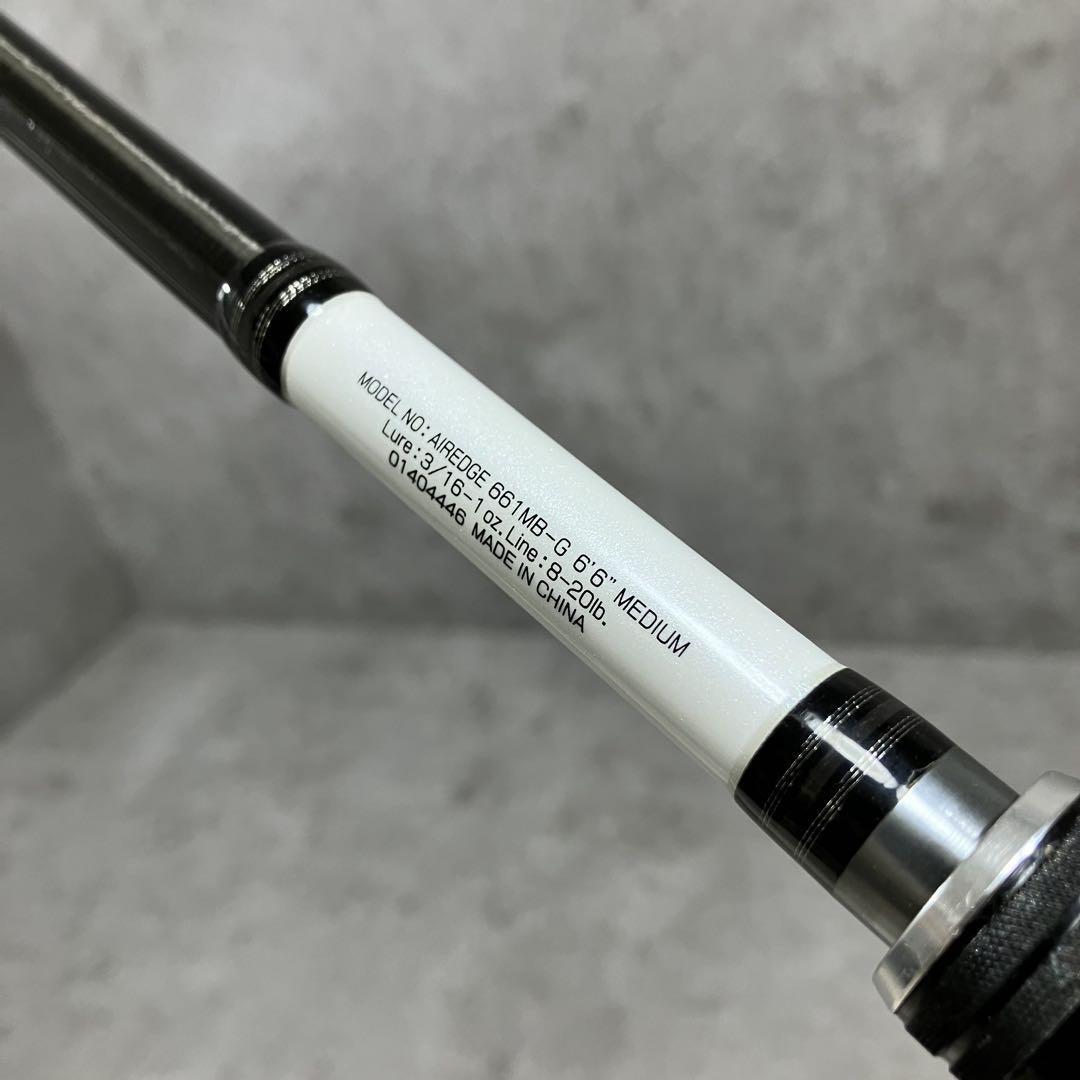 MODEL NO: AIREDGE 661MB-G 6'6" MEDIUM
Lure:3/16-1oz. Line:8-20lb.
01404446 MADE IN CHINA